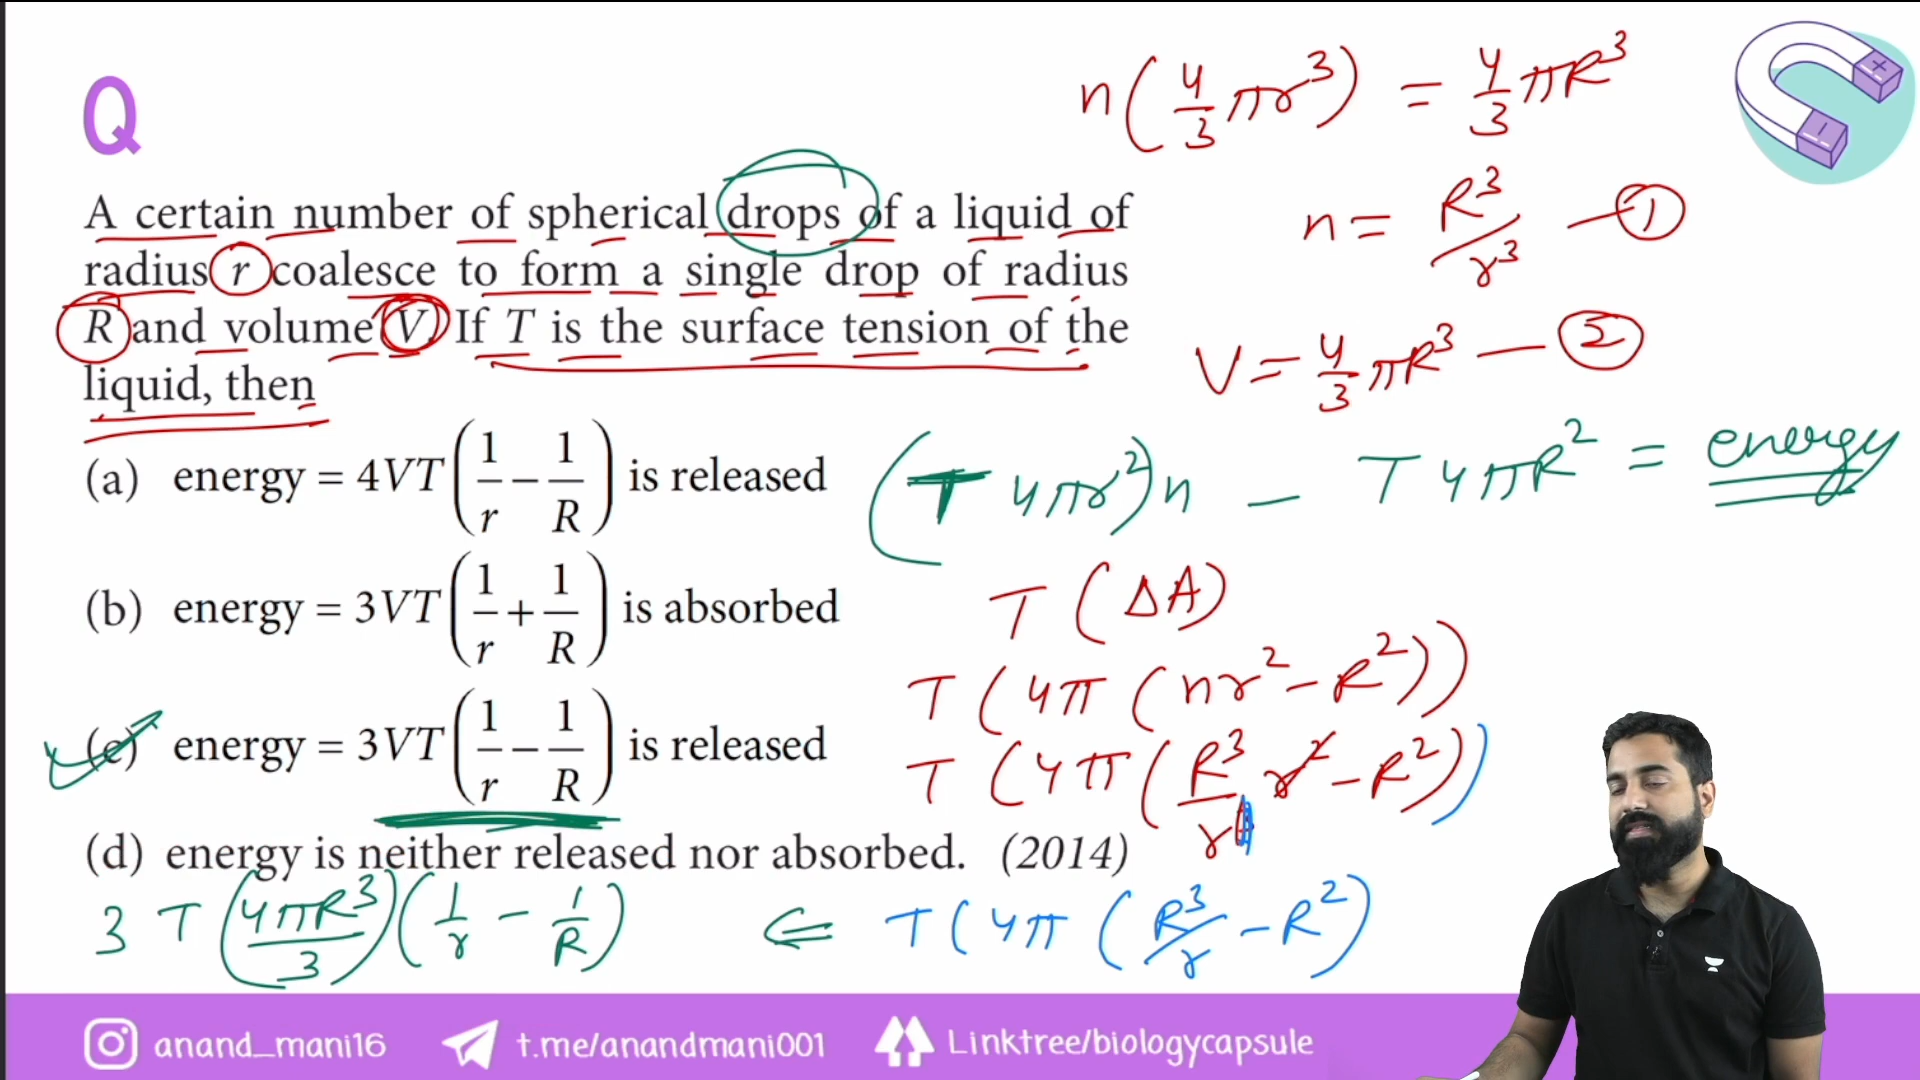 Q
A certain number of spherical drops of a liquid of
radius r coalesce to form a single drop of radius
R and volume V. If T is the surface tension of the
liquid, then
(a) energy = 4VT(1/r − 1/R) is released
(b) energy = 3VT(1/r + 1/R) is absorbed
(c) energy = 3VT(1/r − 1/R) is released
(d) energy is neither released nor absorbed. (2014)
3 T (4πR³/3)(1/r − 1/R) ⇐ T(4π(R³/r − R²)
n(4/3 πr³) = 4/3 πR³
n = R³/r³ — ①
V = 4/3 πR³ — ②
(T 4πr²)n − T 4πR² = energy
T (ΔA)
T (4π (nr² − R²))
T (4π (R³/r r² − R²))
+
−
anand_mani16
t.me/anandmani001
Linktree/biologycapsule